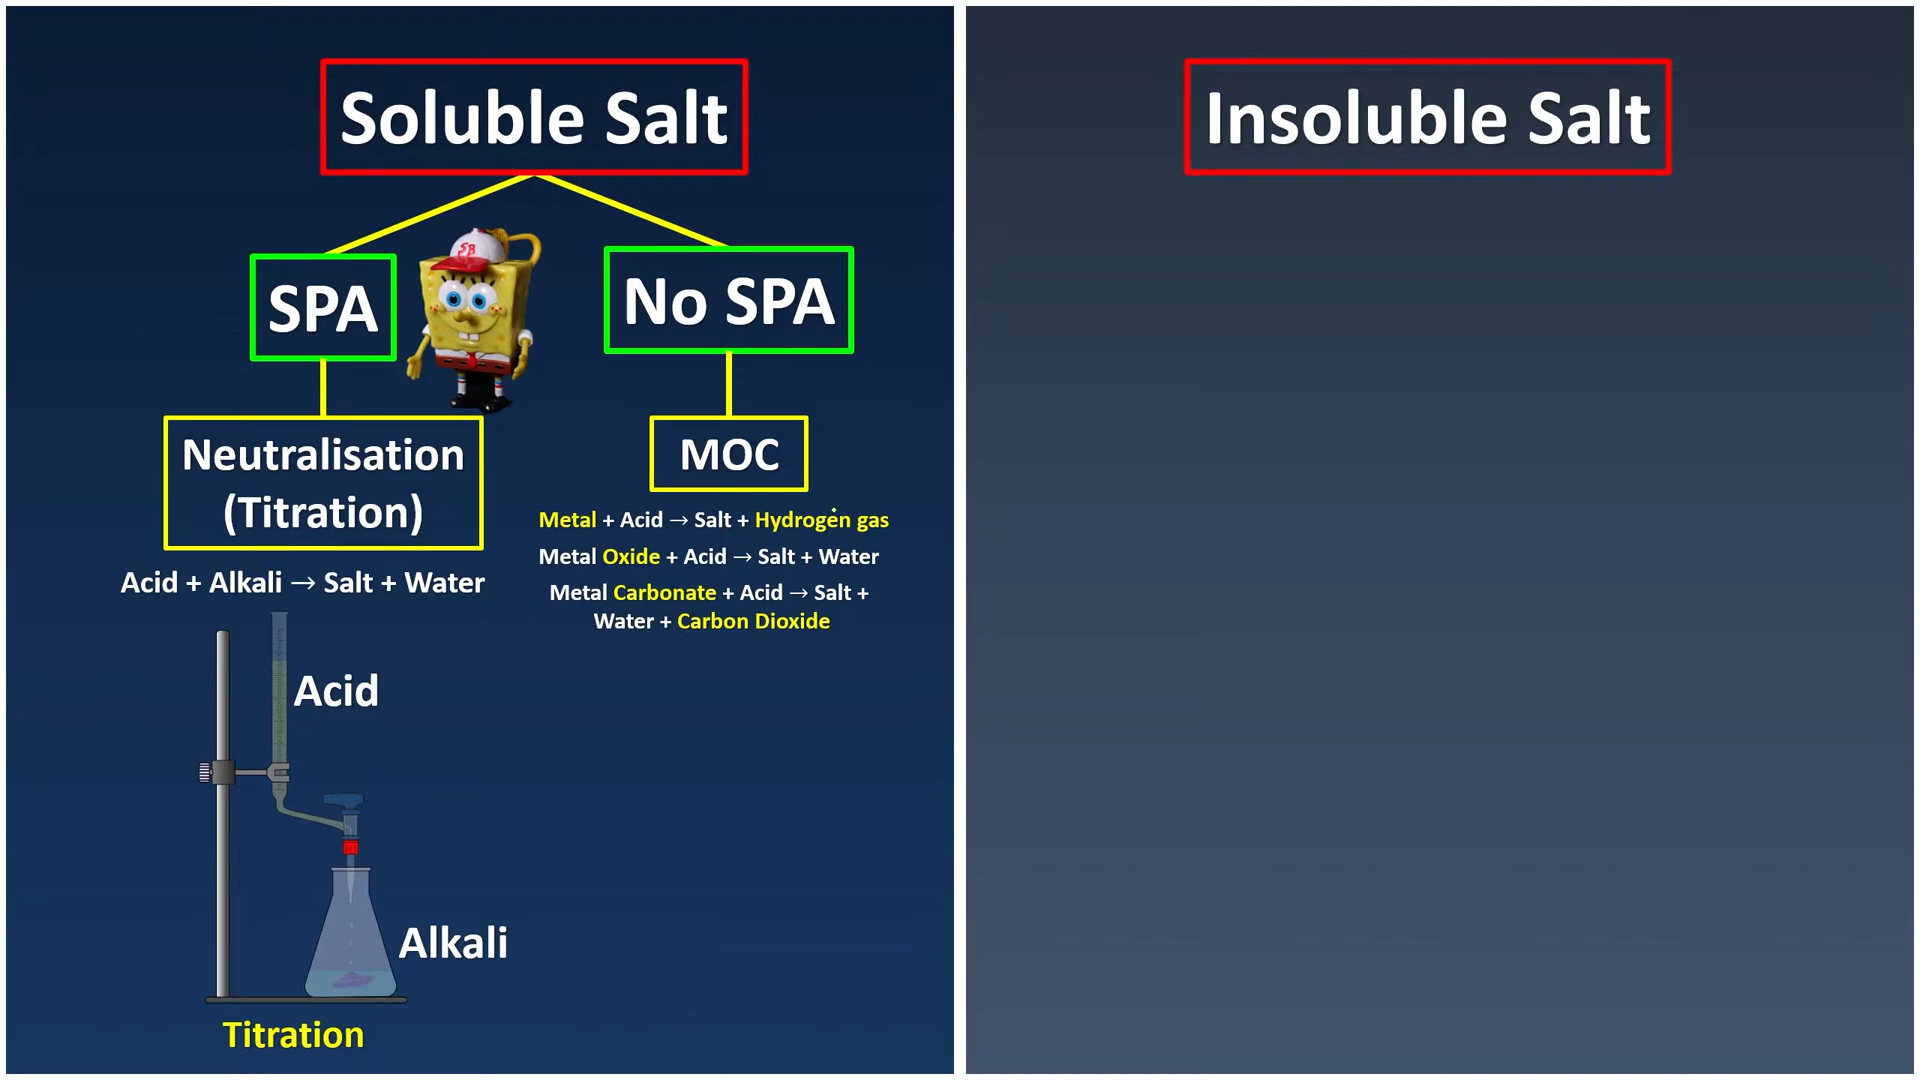 Soluble Salt
SPA
SB
No SPA
Neutralisation
(Titration)
Acid + Alkali → Salt + Water
MOC
Metal + Acid → Salt + Hydrogen gas
Metal Oxide + Acid → Salt + Water
Metal Carbonate + Acid → Salt +
Water + Carbon Dioxide
Acid
Alkali
Titration
Insoluble Salt